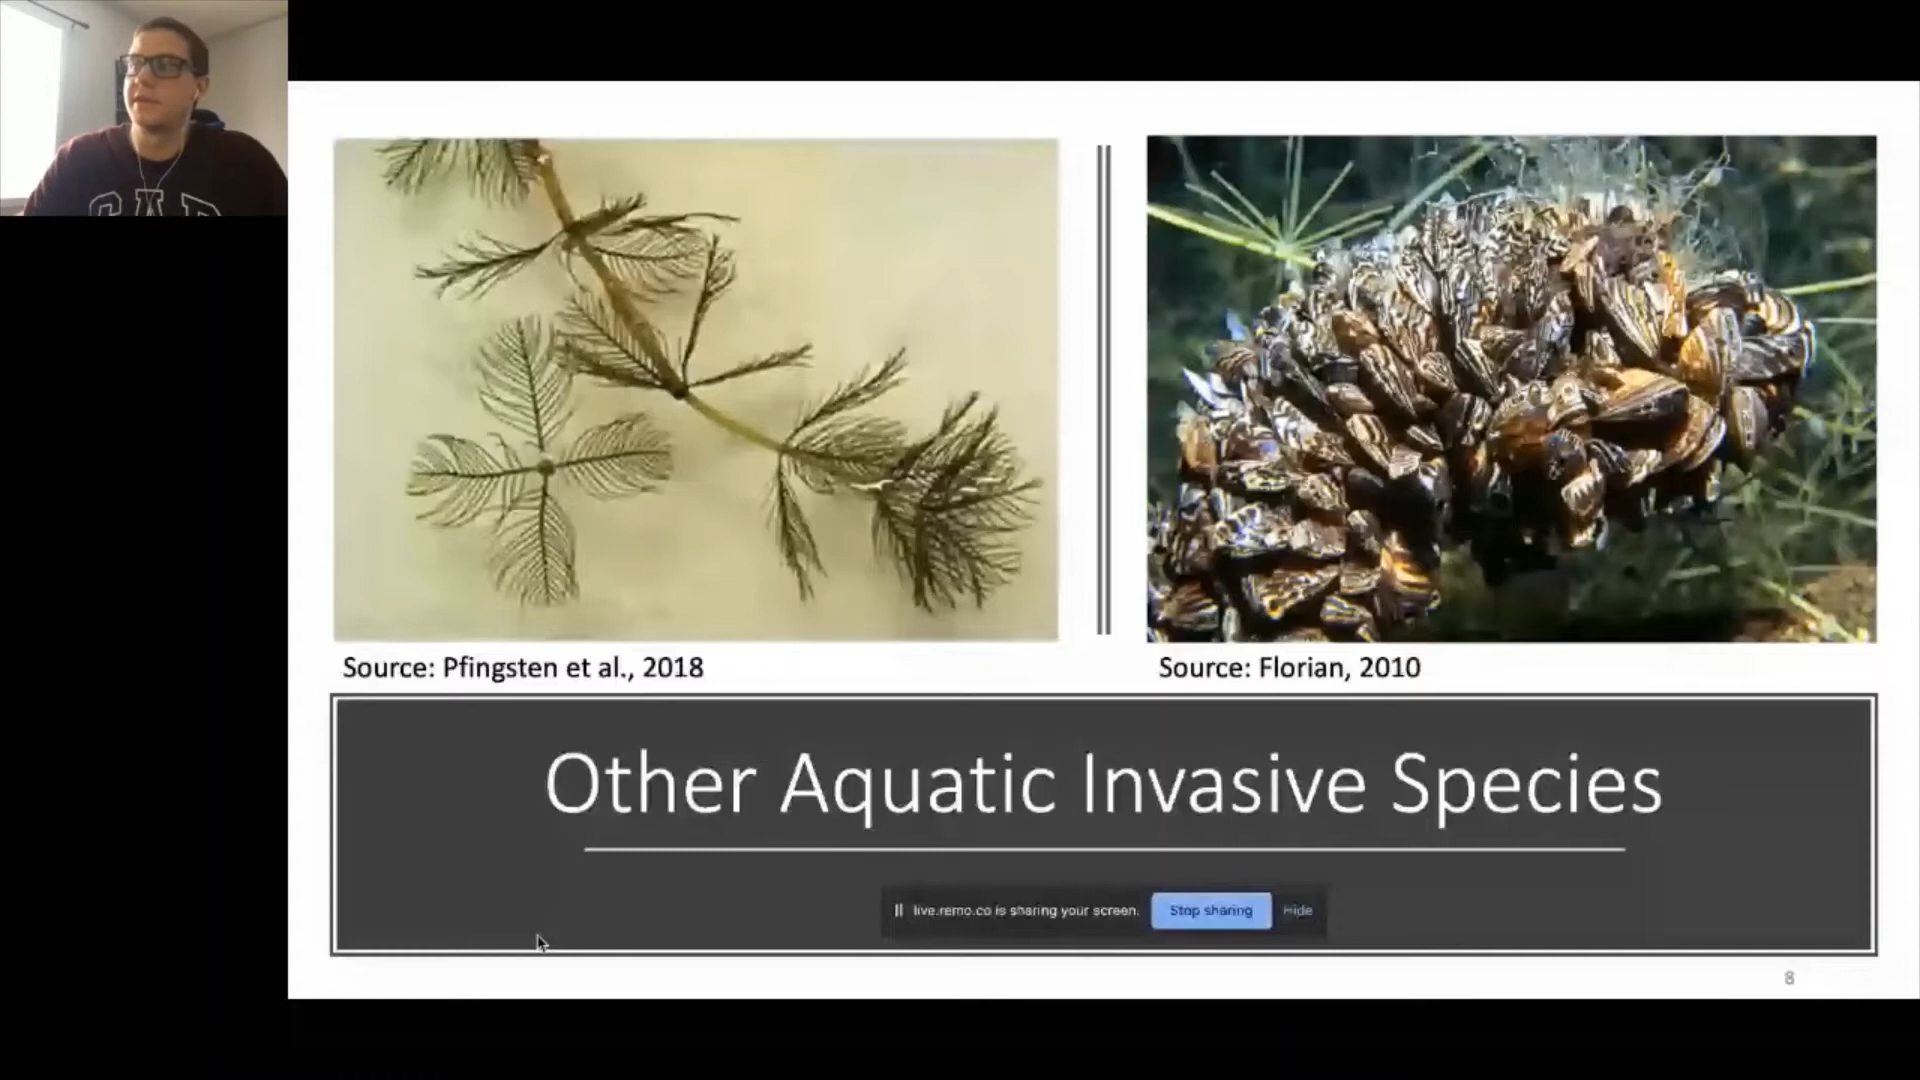 GAP
Source: Pfingsten et al., 2018
Source: Florian, 2010
Other Aquatic Invasive Species
live.remo.co is sharing your screen.
Stop sharing
Hide
8